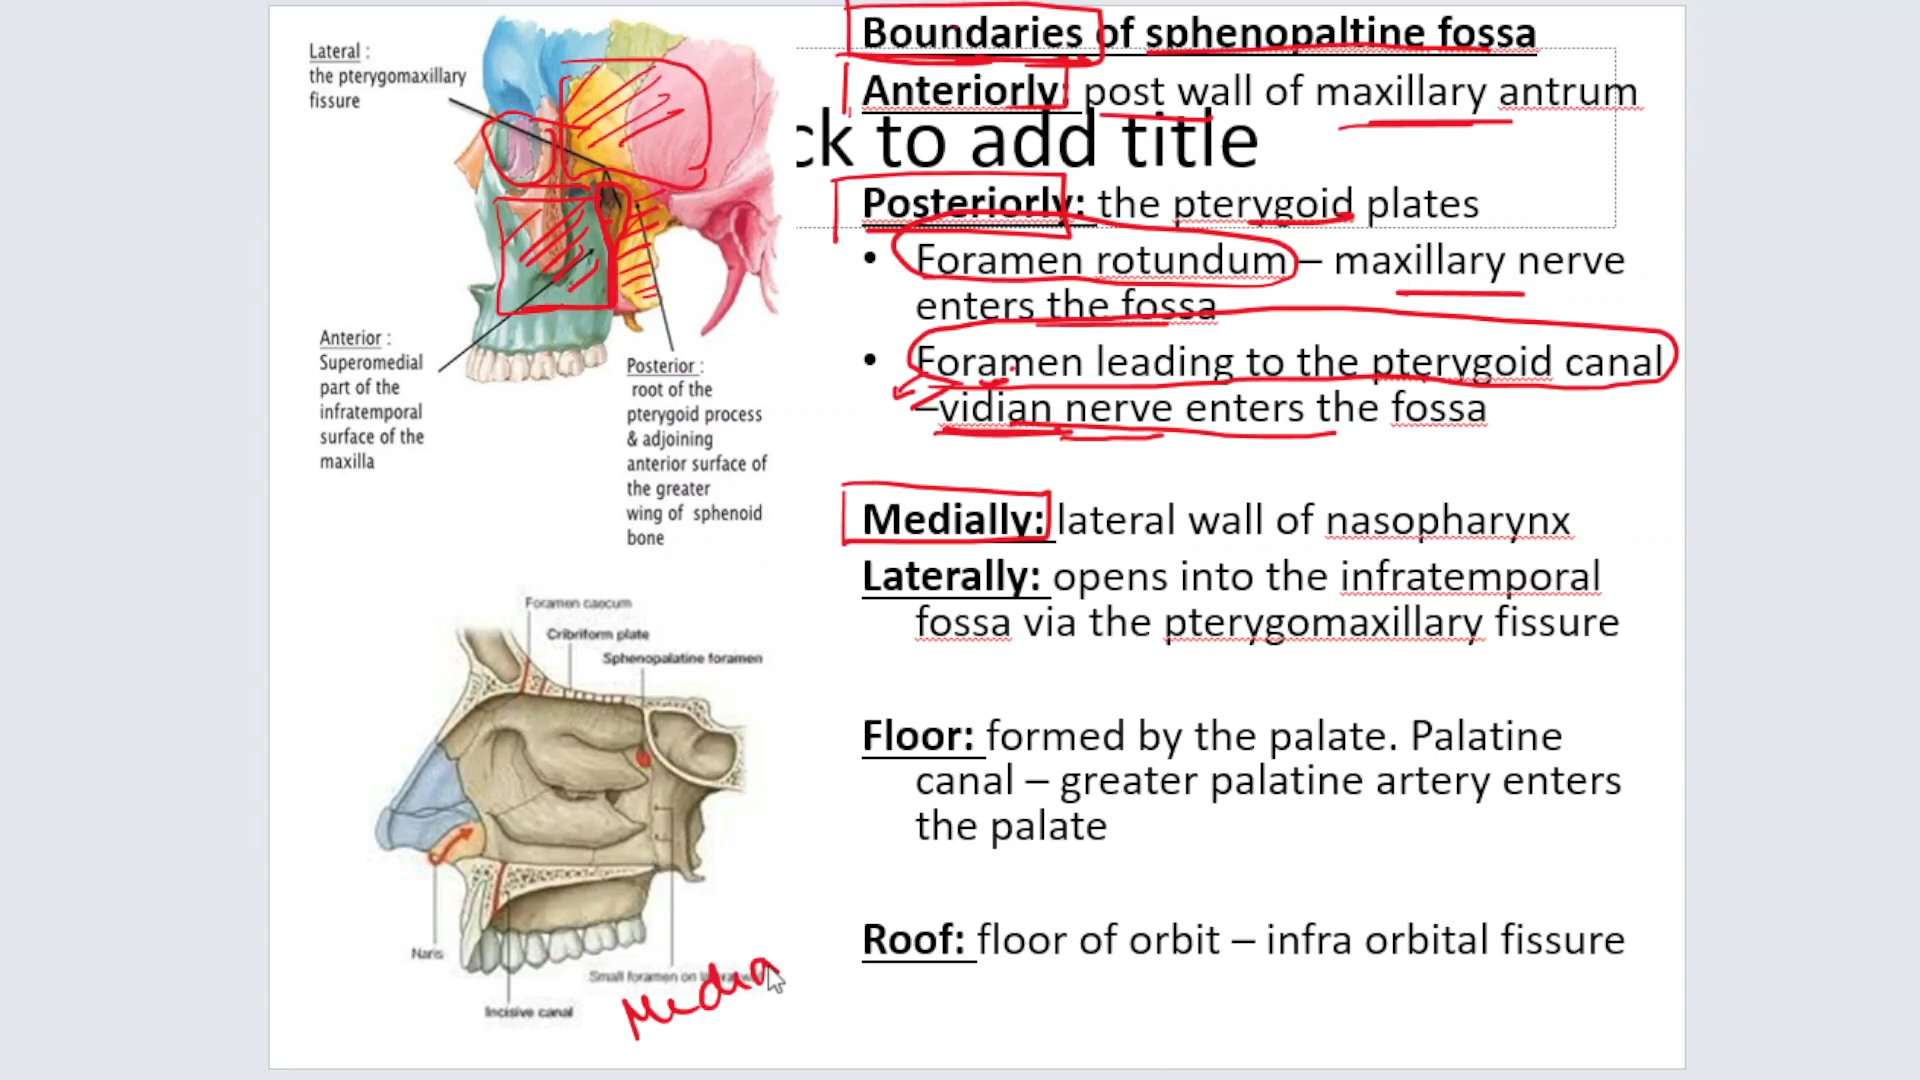 Lateral :
the pterygomaxillary
fissure
Anterior :
Superomedial
part of the
infratemporal
surface of the
maxilla
Posterior :
root of the
pterygoid process
& adjoining
anterior surface of
the greater
wing of sphenoid
bone
Foramen caecum
Cribriform plate
Sphenopalatine foramen
Naris
Small foramen on
Incisive canal
Media
Boundaries of sphenopaltine fossa
Anteriorly: post wall of maxillary antrum
ck to add title
Posteriorly: the pterygoid plates
• Foramen rotundum – maxillary nerve
enters the fossa
• Foramen leading to the pterygoid canal
–vidian nerve enters the fossa
Medially: lateral wall of nasopharynx
Laterally: opens into the infratemporal
fossa via the pterygomaxillary fissure
Floor: formed by the palate. Palatine
canal – greater palatine artery enters
the palate
Roof: floor of orbit – infra orbital fissure